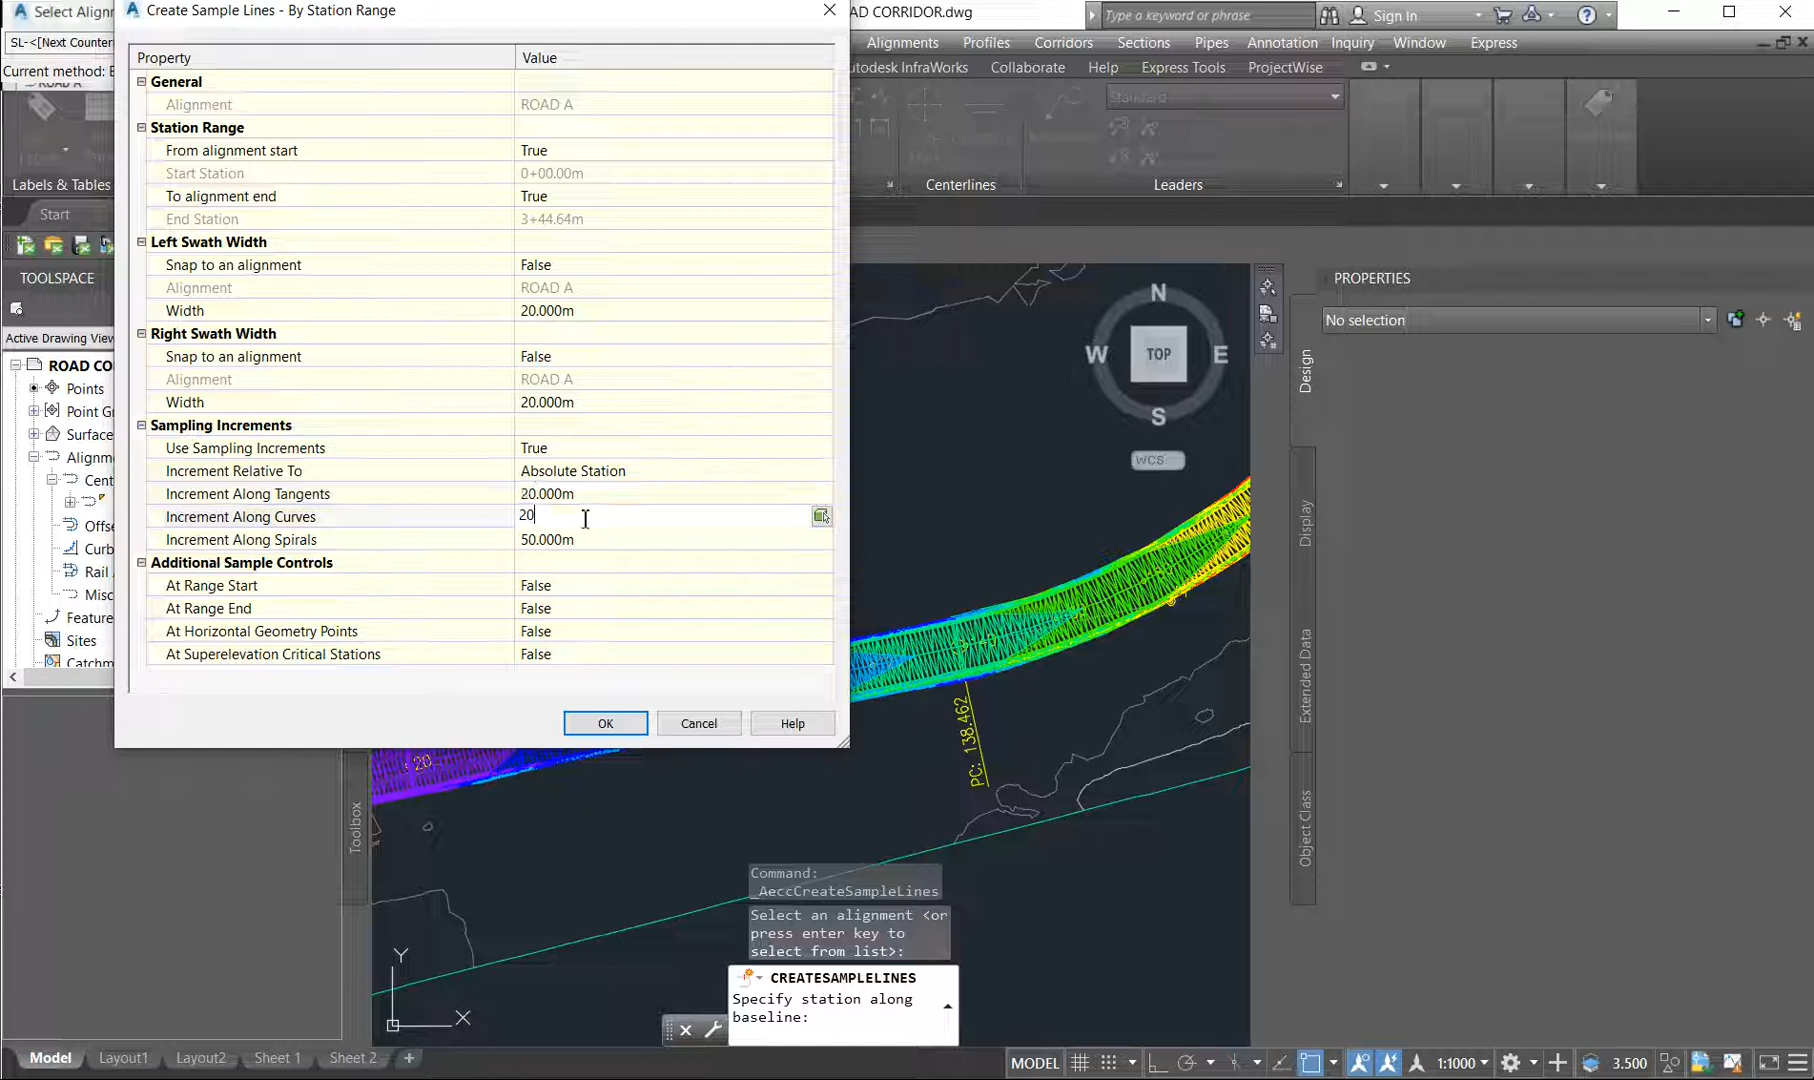 Select Alignm
Create Sample Lines - By Station Range
AD CORRIDOR.dwg
Type a keyword or phrase
Sign In
SL-<[Next Counter
Alignments
Profiles
Corridors
Sections
Pipes
Annotation
Inquiry
Window
Express
Property
Value
Current method:
Autodesk InfraWorks
Collaborate
Help
Express Tools
ProjectWise
General
Standard
Alignment
ROAD A
Station Range
From alignment start
True
Start Station
0+00.00m
Labels & Tables
Centerlines
Leaders
To alignment end
True
Start
End Station
3+44.64m
Left Swath Width
Snap to an alignment
False
TOOLSPACE
PROPERTIES
Alignment
ROAD A
Width
20.000m
No selection
Right Swath Width
Active Drawing View
Snap to an alignment
False
ROAD CO
Points
Alignment
ROAD A
Point Gr
Width
20.000m
Surface
Sampling Increments
Use Sampling Increments
True
Alignm
Increment Relative To
Absolute Station
Cent
Increment Along Tangents
20.000m
Increment Along Curves
20
Offse
Increment Along Spirals
50.000m
Curb
Additional Sample Controls
Rail
At Range Start
False
Misc
At Range End
False
Feature
At Horizontal Geometry Points
False
Sites
At Superelevation Critical Stations
False
Catchm
OK
Cancel
Help
N
W
TOP
E
S
WCS
Design
Display
Extended Data
Object Class
Toolbox
PC: 138.462
Command:
_AeccCreateSampleLines
Select an alignment <or
press enter key to
select from list>:
CREATESAMPLELINES
Specify station along
baseline:
Y
X
Model
Layout1
Layout2
Sheet 1
Sheet 2
MODEL
1:1000
3.500